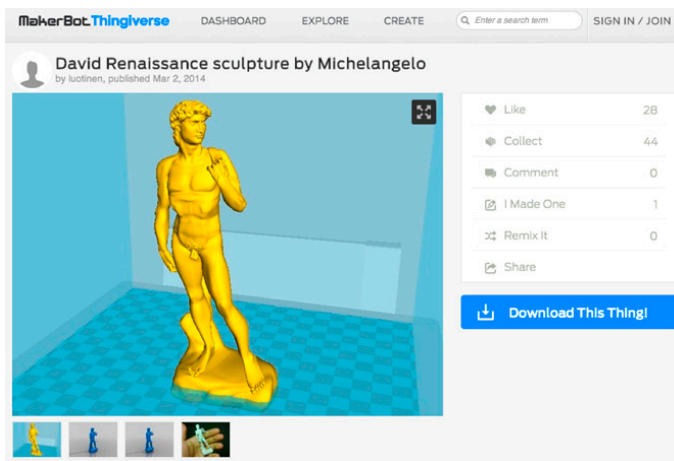 MakerBot Thingiverse DASHBOARD EXPLORE CREATE Enter a search term SIGN IN / JOIN
David Renaissance sculpture by Michelangelo
by luotinen, published Mar 2, 2014
Like 28
Collect 44
Comment 0
I Made One 1
Remix It 0
Share
Download This Thing!